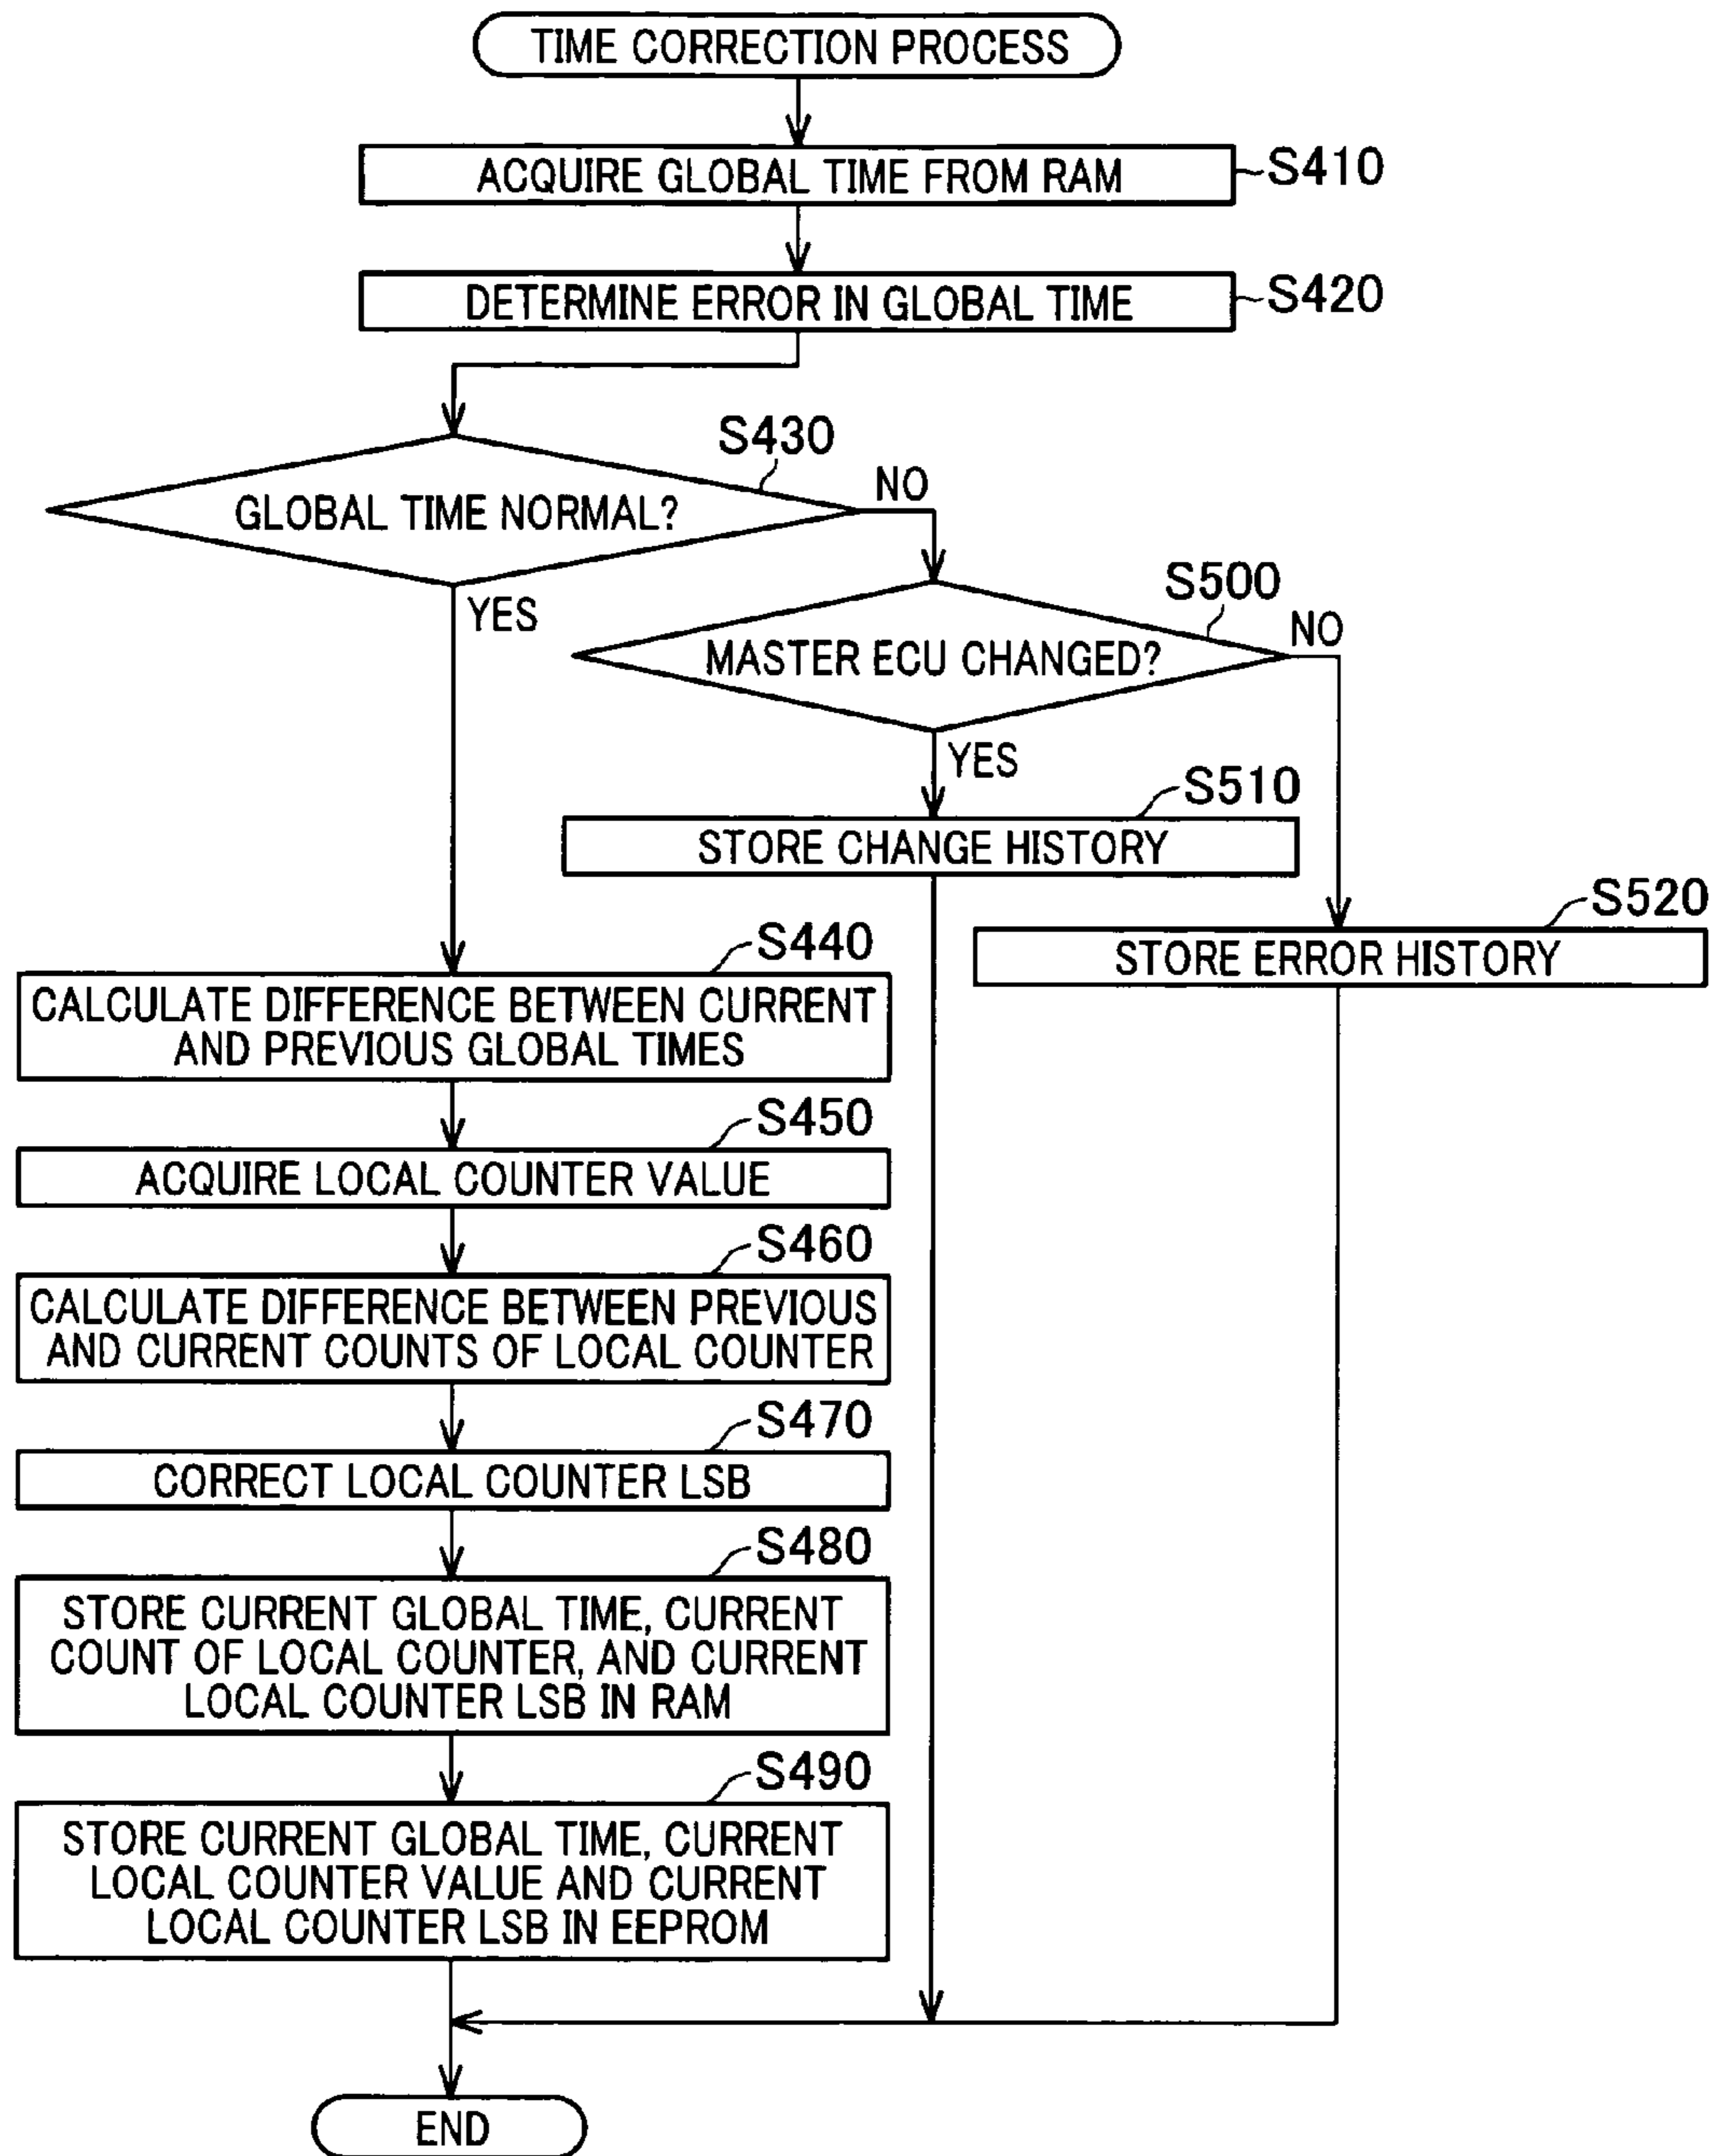 TIME CORRECTION PROCESS
ACQUIRE GLOBAL TIME FROM RAM
S410
DETERMINE ERROR IN GLOBAL TIME
S420
S430
GLOBAL TIME NORMAL?
NO
YES
S500
MASTER ECU CHANGED?
NO
YES
S510
STORE CHANGE HISTORY
S520
STORE ERROR HISTORY
S440
CALCULATE DIFFERENCE BETWEEN CURRENT
AND PREVIOUS GLOBAL TIMES
S450
ACQUIRE LOCAL COUNTER VALUE
S460
CALCULATE DIFFERENCE BETWEEN PREVIOUS
AND CURRENT COUNTS OF LOCAL COUNTER
S470
CORRECT LOCAL COUNTER LSB
S480
STORE CURRENT GLOBAL TIME, CURRENT
COUNT OF LOCAL COUNTER, AND CURRENT
LOCAL COUNTER LSB IN RAM
S490
STORE CURRENT GLOBAL TIME, CURRENT
LOCAL COUNTER VALUE AND CURRENT
LOCAL COUNTER LSB IN EEPROM
END